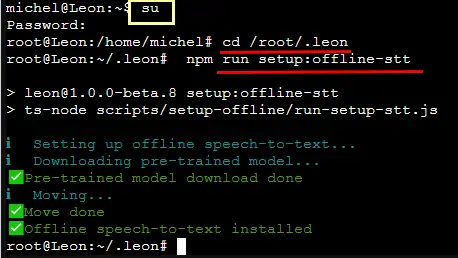 michel@Leon:~$ su
Password:
root@Leon:/home/michel# cd /root/.leon
root@Leon:~/.leon#  npm run setup:offline-stt
> leon@1.0.0-beta.8 setup:offline-stt
> ts-node scripts/setup-offline/run-setup-stt.js
i  Setting up offline speech-to-text...
i  Downloading pre-trained model...
✅Pre-trained model download done
i  Moving...
✅Move done
✅Offline speech-to-text installed
root@Leon:~/.leon#